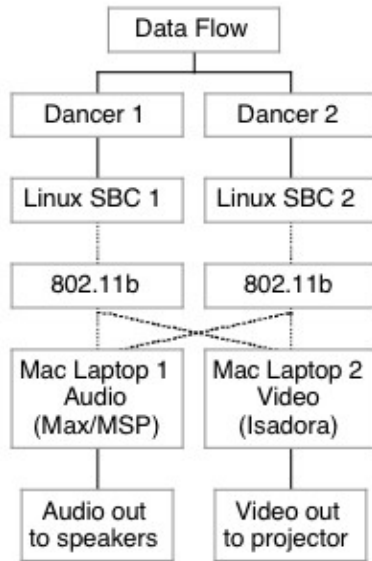 Data Flow
Dancer 1
Dancer 2
Linux SBC 1
Linux SBC 2
802.11b
802.11b
Mac Laptop 1
Audio
(Max/MSP)
Mac Laptop 2
Video
(Isadora)
Audio out
to speakers
Video out
to projector